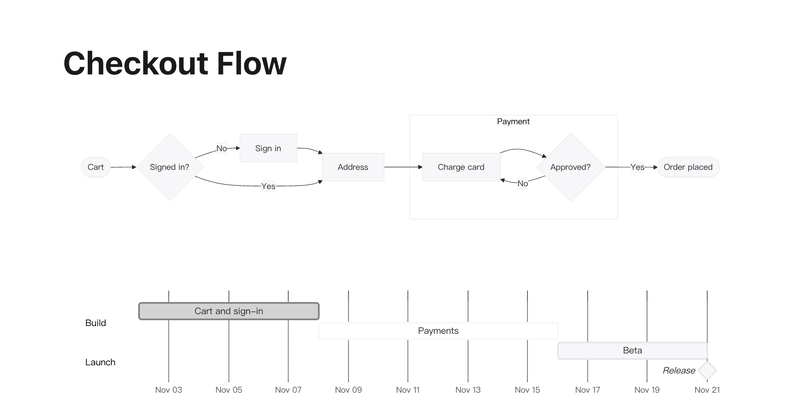 Checkout Flow
Payment
Cart
Signed in?
No
Sign in
Yes
Address
Charge card
No
Approved?
Yes
Order placed
Build
Cart and sign-in
Payments
Launch
Beta
Release
Nov 03
Nov 05
Nov 07
Nov 09
Nov 11
Nov 13
Nov 15
Nov 17
Nov 19
Nov 21